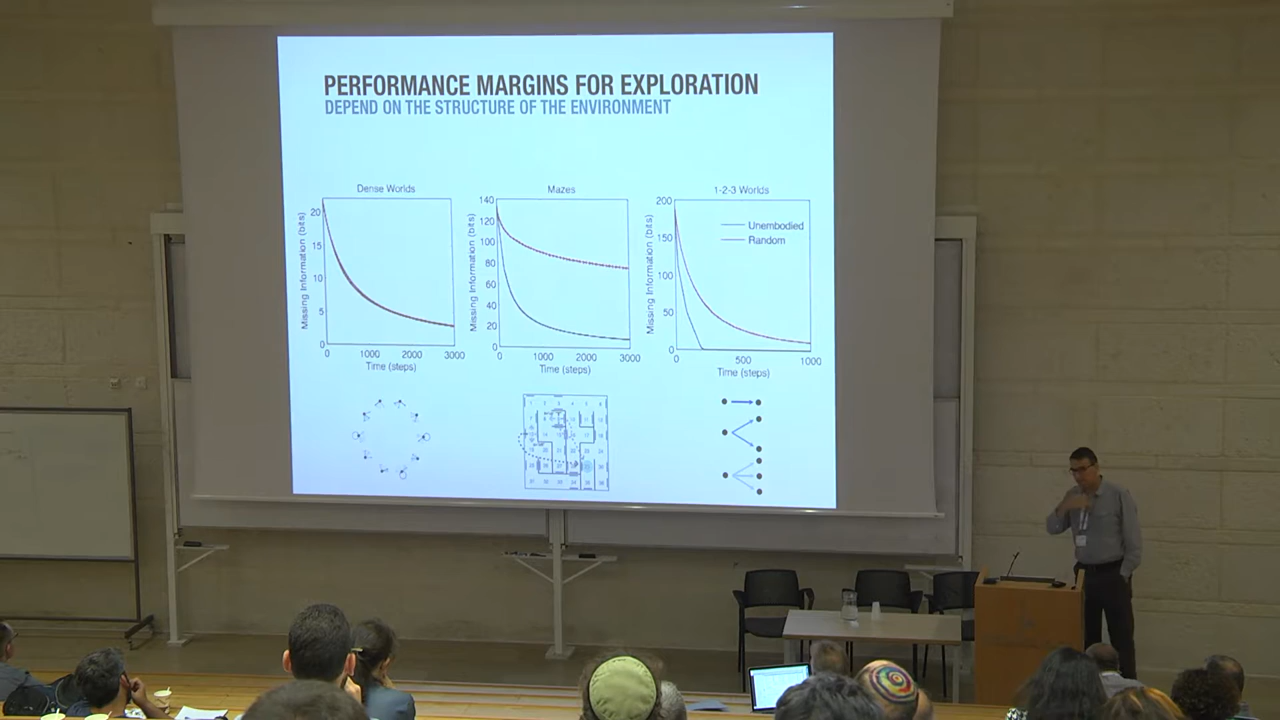 PERFORMANCE MARGINS FOR EXPLORATION
DEPEND ON THE STRUCTURE OF THE ENVIRONMENT
Dense Worlds
Missing Information (bits)
20
15
10
5
0
0 1000 2000 3000
Time (steps)
Mazes
Missing Information (bits)
140
120
100
80
60
40
20
0
0 1000 2000 3000
Time (steps)
1-2-3 Worlds
Missing Information (bits)
200
150
100
50
0
Unembodied
Random
0 500 1000
Time (steps)